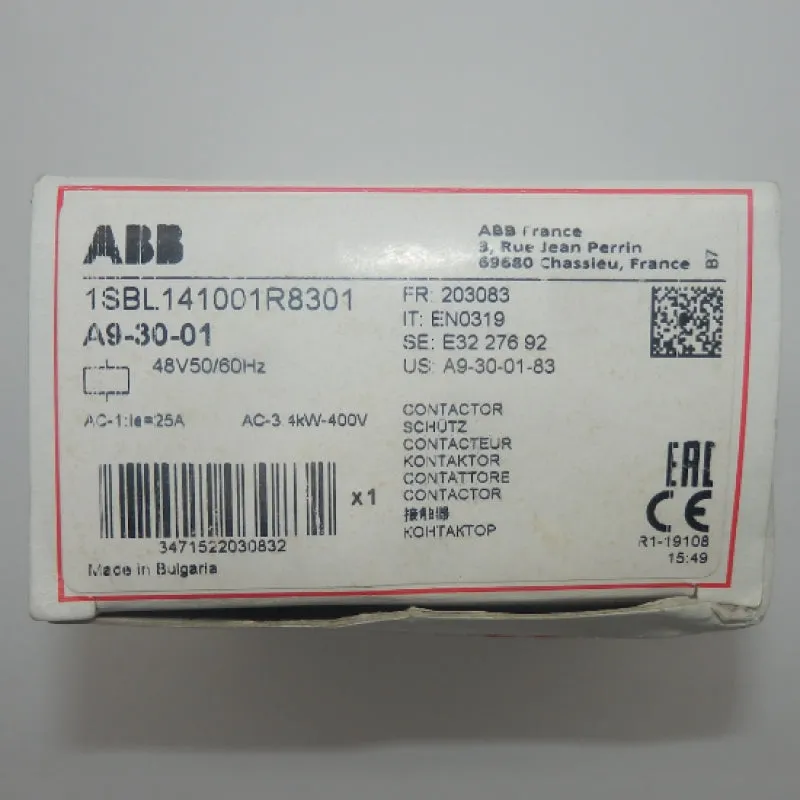 ABB
ABB France
3, Rue Jean Perrin
69680 Chassieu, France
B7
1SBL141001R8301
A9-30-01
48V50/60Hz
AC-1:Ie=25A AC-3 4kW-400V
FR: 203083
IT: EN0319
SE: E32 276 92
US: A9-30-01-83
CONTACTOR
SCHÜTZ
CONTACTEUR
KONTAKTOR
CONTATTORE
CONTACTOR
接触器
КОНТАКТОР
x1
3471522030832
Made in Bulgaria
EAC
CE
R1-19108
15:49